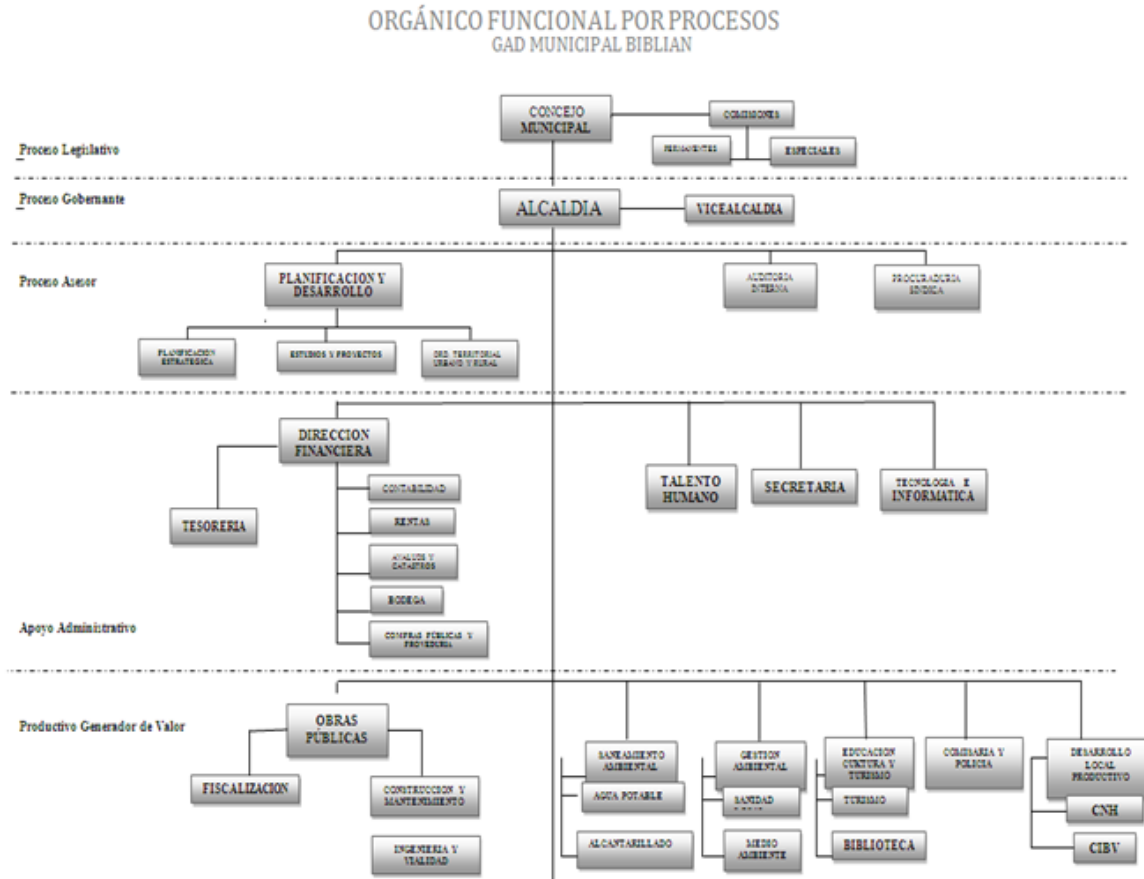 ORGÁNICO FUNCIONAL POR PROCESOS
GAD MUNICIPAL BIBLIAN
CONCEJO
MUNICIPAL
COMISIONES
PERMANENTES
ESPECIALES
Proceso Legislativo
Proceso Gobernante
ALCALDIA
VICEALCALDIA
Proceso Asesor
PLANIFICACION Y
DESARROLLO
AUDITORIA
INTERNA
PROCURADURIA
SINDICA
PLANIFICACION
ESTRATEGICA
ESTUDIOS Y PROYECTOS
ORD. TERRITORIAL
URBANO Y RURAL
DIRECCION
FINANCIERA
TESORERIA
CONTABILIDAD
RENTAS
AVALUOS Y
CATASTROS
BODEGA
COMPRAS PÚBLICAS Y
PROVEDURIA
TALENTO
HUMANO
SECRETARIA
TECNOLOGIA E
INFORMATICA
Apoyo Administrativo
Productivo Generador de Valor
OBRAS
PÚBLICAS
FISCALIZACION
CONSTRUCCION Y
MANTENIMIENTO
INGENIERIA Y
VIALIDAD
SANEAMIENTO
AMBIENTAL
AGUA POTABLE
ALCANTARILLADO
GESTION
AMBIENTAL
SANIDAD
MEDIO
AMBIENTE
EDUCACION
CUKTURA Y
TURISMO
TURISMO
BIBLIOTECA
COMISARIA Y
POLICIA
DESARROLLO
LOCAL
PRODUCTIVO
CNH
CIBV